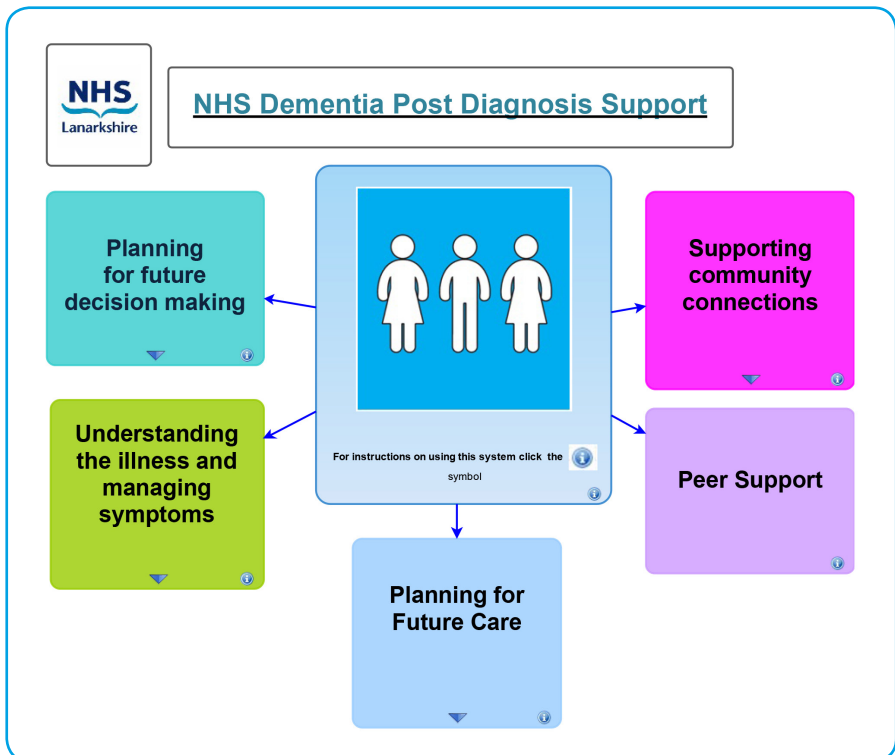 NHS
Lanarkshire
NHS Dementia Post Diagnosis Support
Planning
for future
decision making
Supporting
community
connections
For instructions on using this system click the
symbol
Understanding
the illness and
managing
symptoms
Peer Support
Planning for
Future Care